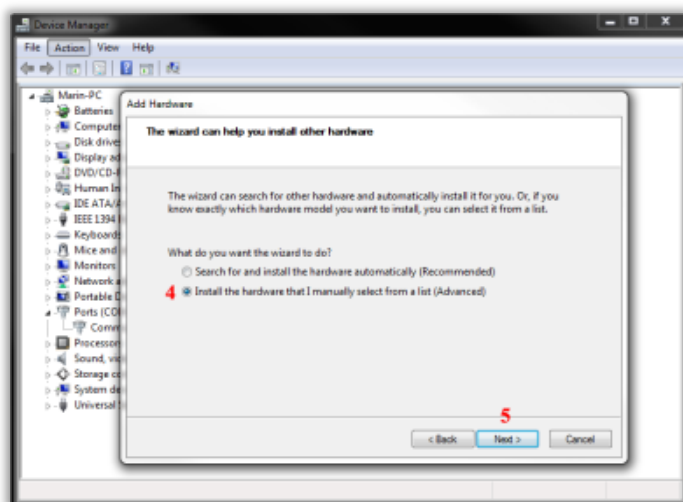 Device Manager
File Action View Help
Marin-PC
Batteries
Compute
Disk drive
Display ad
DVD/CD-
Human In
IDE ATA/A
IEEE 1394
Keyboards
Mice and
Monitors
Network a
Portable D
Ports (CO
Comm
Processor
Sound, vid
Storage co
System de
Universal
Add Hardware
The wizard can help you install other hardware
The wizard can search for other hardware and automatically install it for you. Or, if you
know exactly which hardware model you want to install, you can select it from a list.
What do you want the wizard to do?
Search for and install the hardware automatically (Recommended)
4 Install the hardware that I manually select from a list (Advanced)
5
< Back Next > Cancel